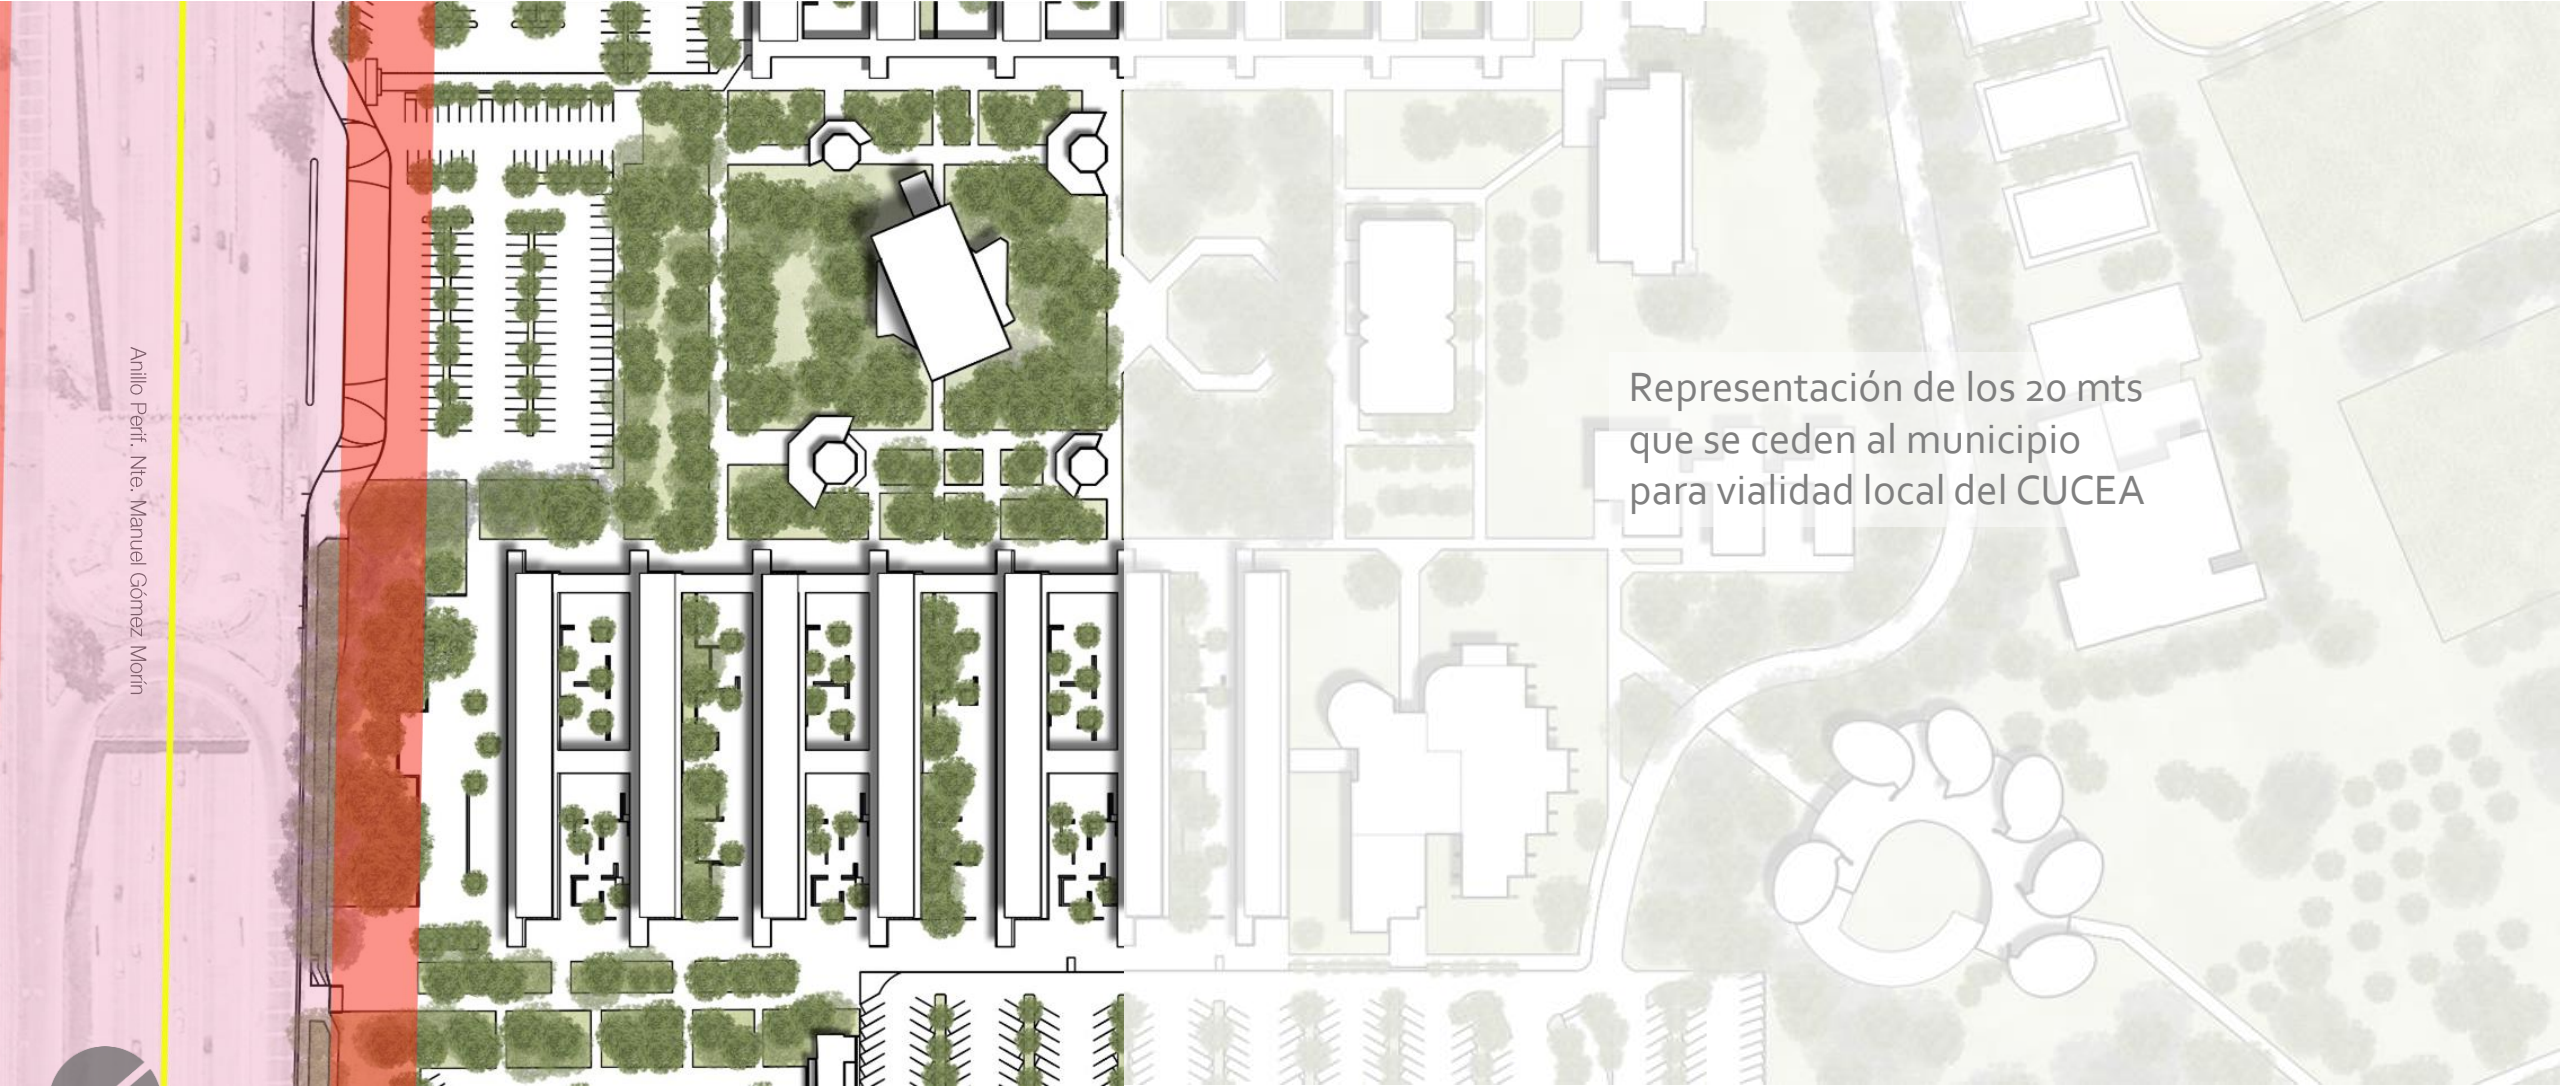 Anillo Perif. Nte. Manuel Gómez Morín
Representación de los 20 mts
que se ceden al municipio
para vialidad local del CUCEA